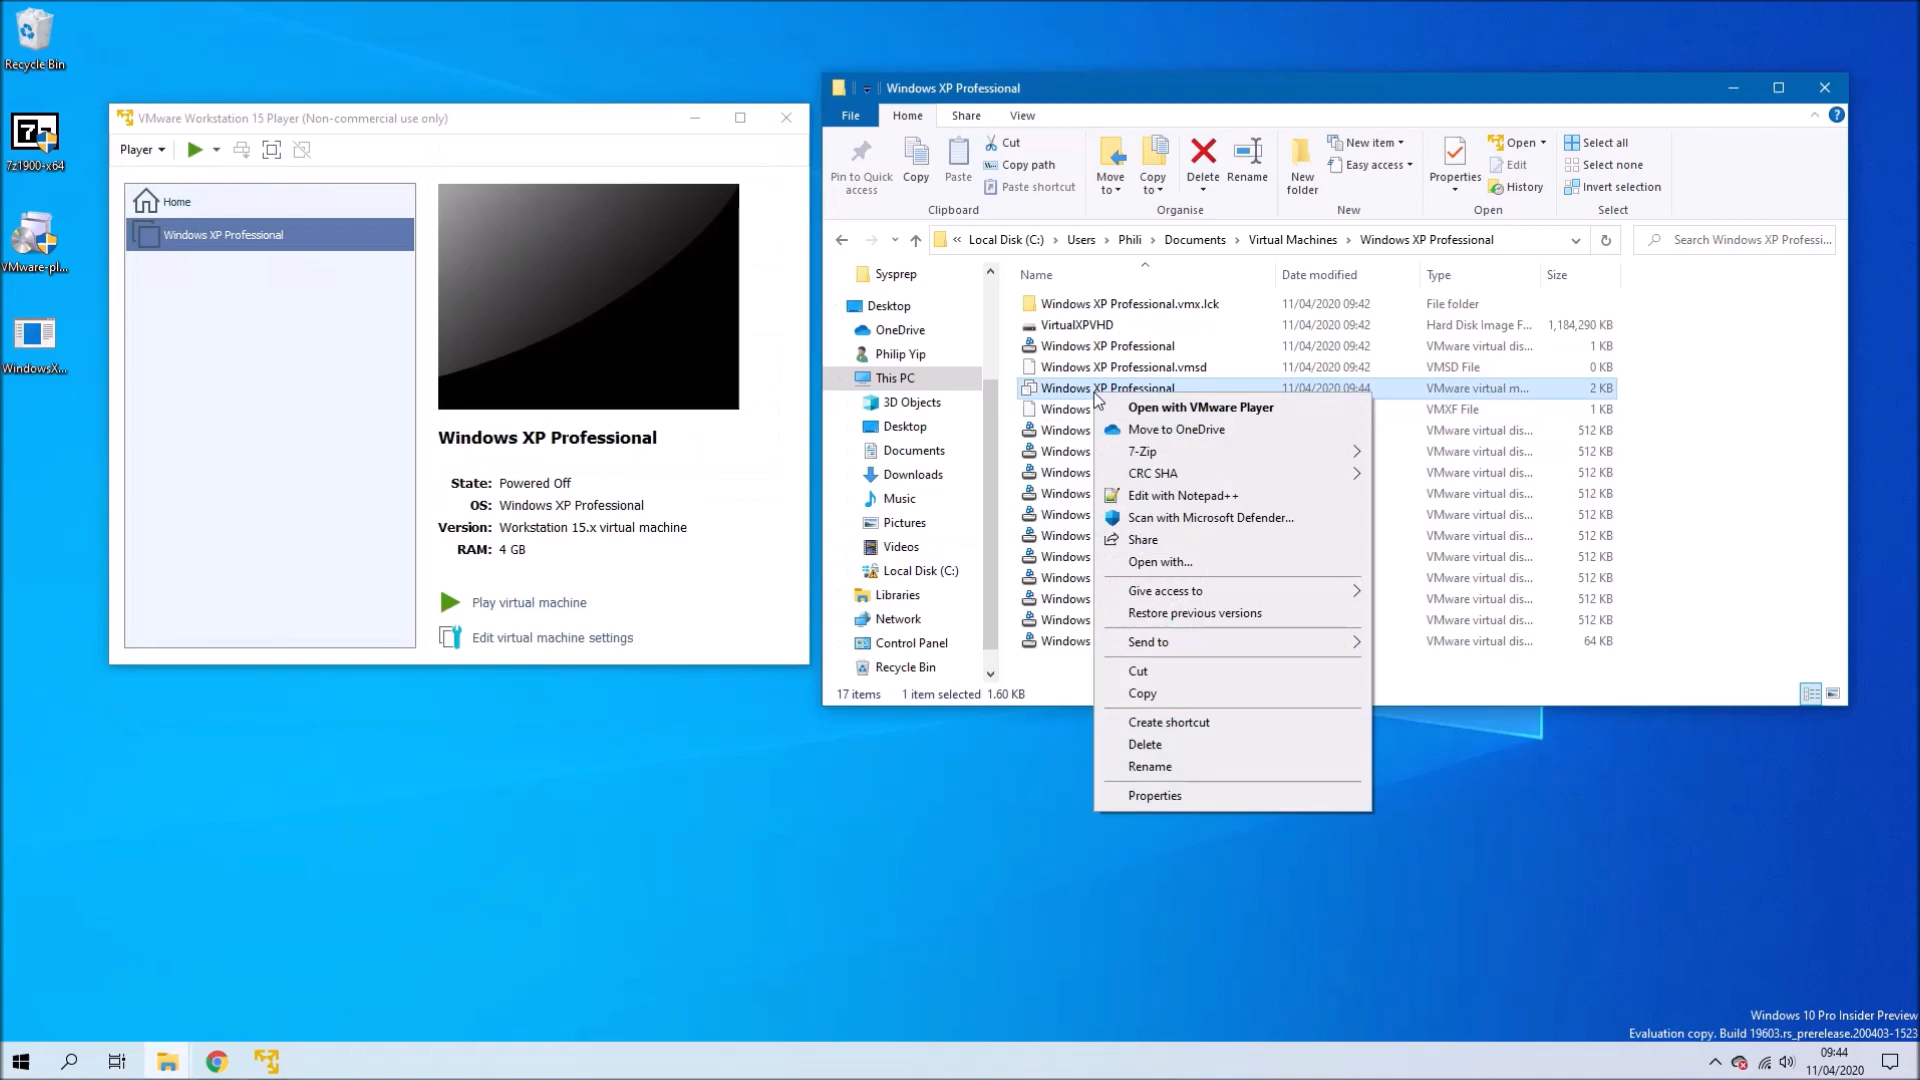 Recycle Bin
7z1900-x64
VMware-pl...
WindowsX...
VMware Workstation 15 Player (Non-commercial use only)
Player
Home
Windows XP Professional
Windows XP Professional
State: Powered Off
OS: Windows XP Professional
Version: Workstation 15.x virtual machine
RAM: 4 GB
Play virtual machine
Edit virtual machine settings
Windows XP Professional
File Home Share View
Pin to Quick access
Copy
Paste
Cut
Copy path
Paste shortcut
Clipboard
Move to
Copy to
Delete
Rename
Organise
New folder
New item
Easy access
New
Properties
Open
Edit
History
Open
Select all
Select none
Invert selection
Select
« Local Disk (C:) › Users › Phili › Documents › Virtual Machines › Windows XP Professional
Search Windows XP Professi...
Sysprep
Desktop
OneDrive
Philip Yip
This PC
3D Objects
Desktop
Documents
Downloads
Music
Pictures
Videos
Local Disk (C:)
Libraries
Network
Control Panel
Recycle Bin
Name Date modified Type Size
Windows XP Professional.vmx.lck 11/04/2020 09:42 File folder
VirtualXPVHD 11/04/2020 09:42 Hard Disk Image F... 1,184,290 KB
Windows XP Professional 11/04/2020 09:42 VMware virtual dis... 1 KB
Windows XP Professional.vmsd 11/04/2020 09:42 VMSD File 0 KB
Windows XP Professional 11/04/2020 09:44 VMware virtual m... 2 KB
Windows VMXF File 1 KB
Windows VMware virtual dis... 512 KB
Windows VMware virtual dis... 512 KB
Windows VMware virtual dis... 512 KB
Windows VMware virtual dis... 512 KB
Windows VMware virtual dis... 512 KB
Windows VMware virtual dis... 512 KB
Windows VMware virtual dis... 512 KB
Windows VMware virtual dis... 512 KB
Windows VMware virtual dis... 512 KB
Windows VMware virtual dis... 512 KB
Windows VMware virtual dis... 64 KB
Open with VMware Player
Move to OneDrive
7-Zip
CRC SHA
Edit with Notepad++
Scan with Microsoft Defender...
Share
Open with...
Give access to
Restore previous versions
Send to
Cut
Copy
Create shortcut
Delete
Rename
Properties
17 items 1 item selected 1.60 KB
Windows 10 Pro Insider Preview
Evaluation copy. Build 19603.rs_prerelease.200403-1523
09:44
11/04/2020